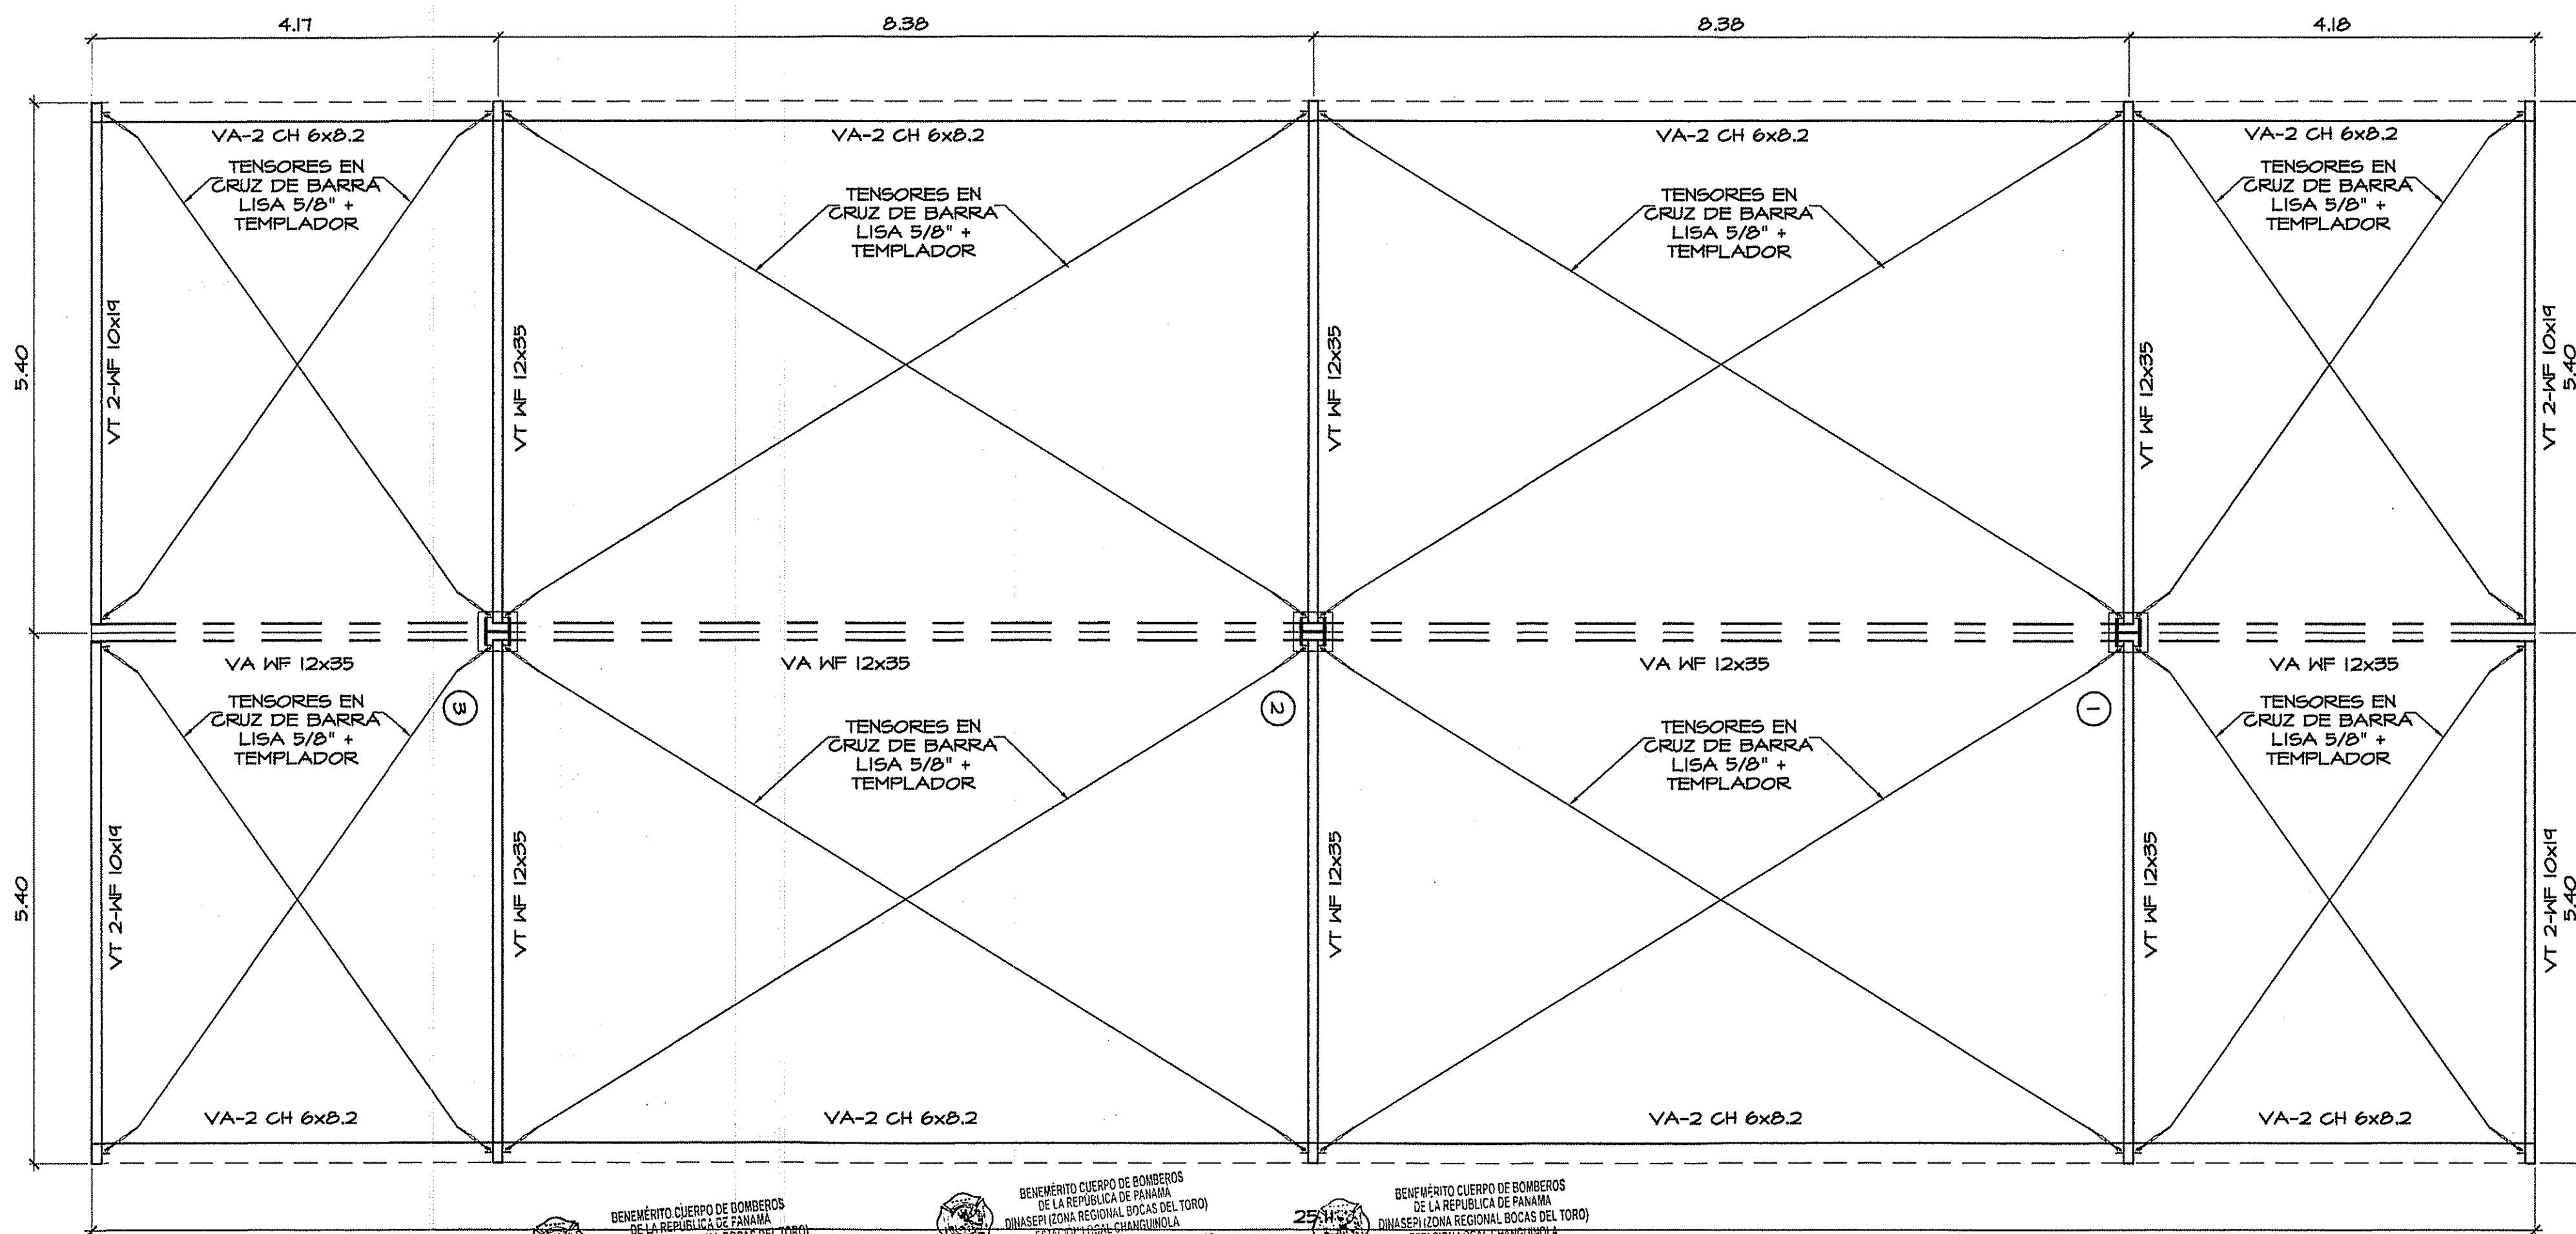 4.17
8.38
8.38
4.18
VA-2 CH 6x8.2
VA-2 CH 6x8.2
VA-2 CH 6x8.2
VA-2 CH 6x8.2
TENSORES EN
CRUZ DE BARRA
LISA 5/8" +
TEMPLADOR
TENSORES EN
CRUZ DE BARRA
LISA 5/8" +
TEMPLADOR
TENSORES EN
CRUZ DE BARRA
LISA 5/8" +
TEMPLADOR
TENSORES EN
CRUZ DE BARRA
LISA 5/8" +
TEMPLADOR
5.40
VT 2-WF 10x19
VT WF 12x35
VT WF 12x35
VT WF 12x35
VT 2-WF 10x19
5.40
VA WF 12x35
VA WF 12x35
VA WF 12x35
VA WF 12x35
3
2
1
TENSORES EN
CRUZ DE BARRA
LISA 5/8" +
TEMPLADOR
TENSORES EN
CRUZ DE BARRA
LISA 5/8" +
TEMPLADOR
TENSORES EN
CRUZ DE BARRA
LISA 5/8" +
TEMPLADOR
TENSORES EN
CRUZ DE BARRA
LISA 5/8" +
TEMPLADOR
5.40
VT 2-WF 10x19
VT WF 12x35
VT WF 12x35
VT WF 12x35
VT 2-WF 10x19
5.40
VA-2 CH 6x8.2
VA-2 CH 6x8.2
VA-2 CH 6x8.2
VA-2 CH 6x8.2
BENEMÉRITO CUERPO DE BOMBEROS
DE LA REPÚBLICA DE PANAMÁ
BOCAS DEL TORO)
BENEMÉRITO CUERPO DE BOMBEROS
DE LA REPÚBLICA DE PANAMÁ
DINASEPI (ZONA REGIONAL BOCAS DEL TORO)
LOCAL CHANGUINOLA
25.11
BENEMÉRITO CUERPO DE BOMBEROS
DE LA REPUBLICA DE PANAMA
DINASEPI (ZONA REGIONAL BOCAS DEL TORO)
LOCAL CHANGUINOLA